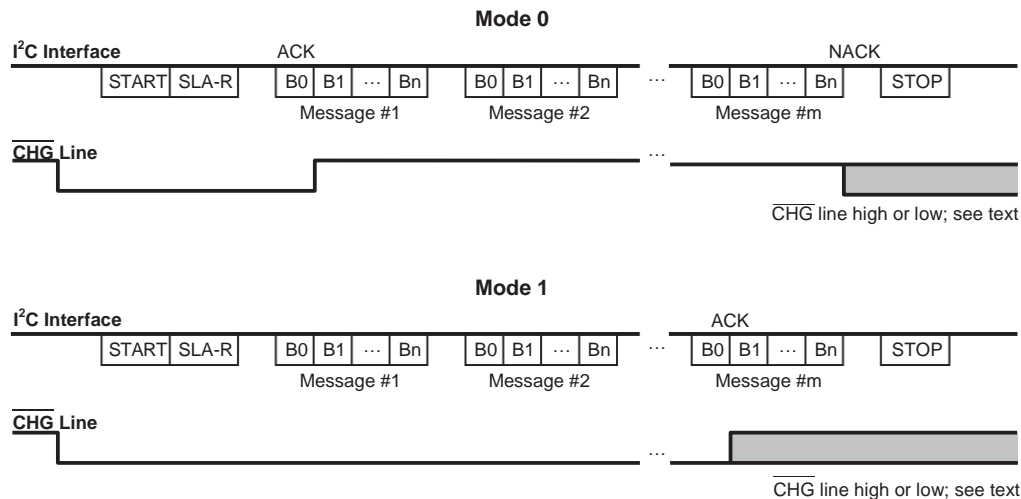 Mode 0
I²C Interface
ACK
NACK
START SLA-R B0 B1 ... Bn B0 B1 ... Bn ... B0 B1 ... Bn STOP
Message #1 Message #2 Message #m
CHG Line
...
CHG line high or low; see text
Mode 1
I²C Interface
ACK
START SLA-R B0 B1 ... Bn B0 B1 ... Bn ... B0 B1 ... Bn STOP
Message #1 Message #2 Message #m
CHG Line
...
CHG line high or low; see text